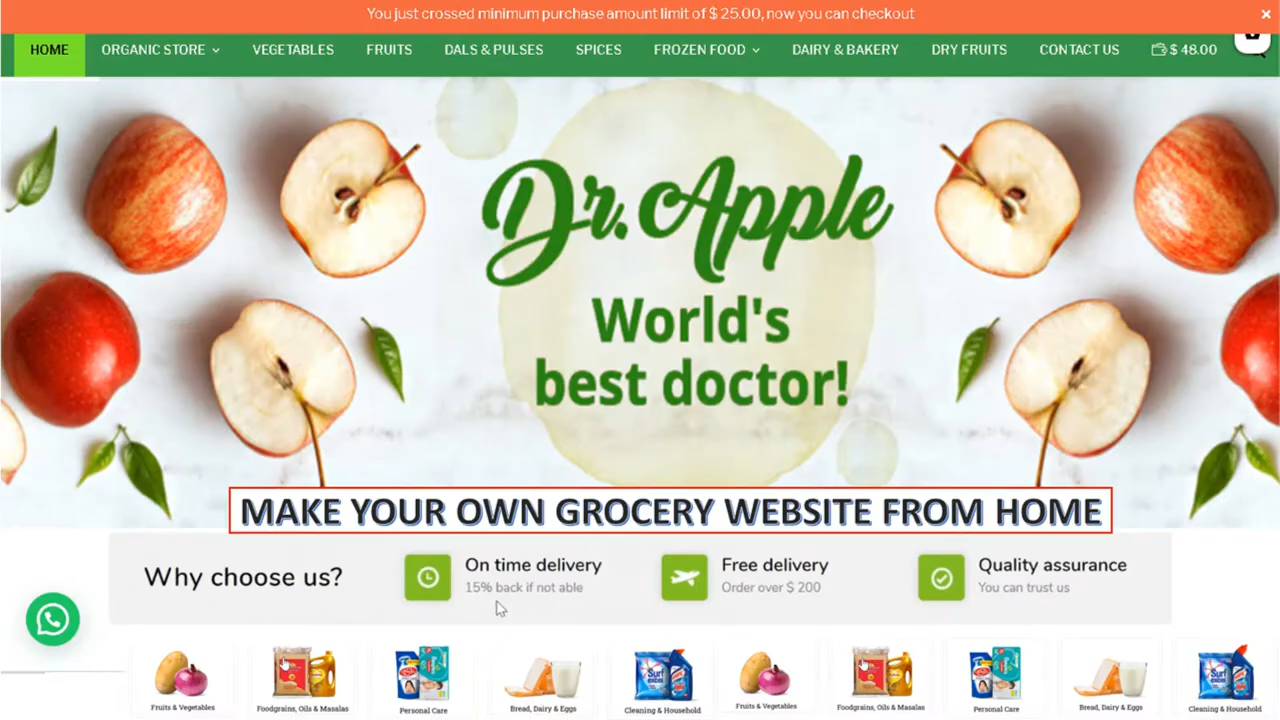 You just crossed minimum purchase amount limit of $ 25.00, now you can checkout ×
HOME ORGANIC STORE VEGETABLES FRUITS DALS & PULSES SPICES FROZEN FOOD DAIRY & BAKERY DRY FRUITS CONTACT US $ 48.00
Dr. Apple
World's
best doctor!
MAKE YOUR OWN GROCERY WEBSITE FROM HOME
Why choose us?
On time delivery
15% back if not able
Free delivery
Order over $ 200
Quality assurance
You can trust us
Surf excel
Surf excel
Fruits & Vegetables Foodgrains, Oils & Masalas Personal Care Bread, Dairy & Eggs Cleaning & Household Fruits & Vegetables Foodgrains, Oils & Masalas Personal Care Bread, Dairy & Eggs Cleaning & Household